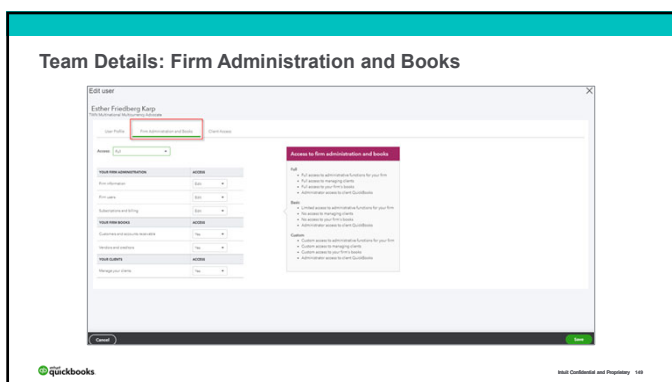 Team Details: Firm Administration and Books
Edit user
Esther Friedberg Karp
User Profile
Firm Administration and Books
Client Access
Access Full
Access to firm administration and books
YOUR FIRM ADMINISTRATION ACCESS
Firm information Edit
Firm users Edit
Subscriptions and billing Edit
YOUR FIRM BOOKS ACCESS
Customers and accounts receivable Yes
Vendors and creditors Yes
YOUR CLIENTS ACCESS
Manage your clients Yes
Full
Full access to administrative functions for your firm
Full access to managing clients
Full access to your firm's books
Administrator access to client QuickBooks
Basic
Limited access to administrative functions for your firm
No access to managing clients
No access to your firm's books
Administrator access to client QuickBooks
Custom
Custom access to administrative functions for your firm
Custom access to managing clients
Custom access to your firm's books
Administrator access to client QuickBooks
Cancel
Save
intuit
quickbooks.
Intuit Confidential and Proprietary